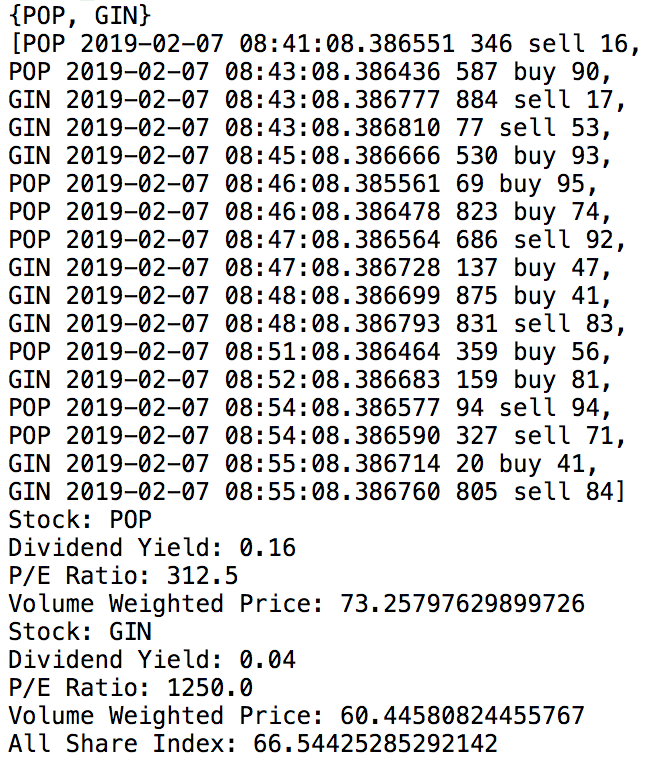 {POP, GIN}
[POP 2019-02-07 08:41:08.386551 346 sell 16,
POP 2019-02-07 08:43:08.386436 587 buy 90,
GIN 2019-02-07 08:43:08.386777 884 sell 17,
GIN 2019-02-07 08:43:08.386810 77 sell 53,
GIN 2019-02-07 08:45:08.386666 530 buy 93,
POP 2019-02-07 08:46:08.385561 69 buy 95,
POP 2019-02-07 08:46:08.386478 823 buy 74,
POP 2019-02-07 08:47:08.386564 686 sell 92,
GIN 2019-02-07 08:47:08.386728 137 buy 47,
GIN 2019-02-07 08:48:08.386699 875 buy 41,
GIN 2019-02-07 08:48:08.386793 831 sell 83,
POP 2019-02-07 08:51:08.386464 359 buy 56,
GIN 2019-02-07 08:52:08.386683 159 buy 81,
POP 2019-02-07 08:54:08.386577 94 sell 94,
POP 2019-02-07 08:54:08.386590 327 sell 71,
GIN 2019-02-07 08:55:08.386714 20 buy 41,
GIN 2019-02-07 08:55:08.386760 805 sell 84]
Stock: POP
Dividend Yield: 0.16
P/E Ratio: 312.5
Volume Weighted Price: 73.25797629899726
Stock: GIN
Dividend Yield: 0.04
P/E Ratio: 1250.0
Volume Weighted Price: 60.44580824455767
All Share Index: 66.54425285292142